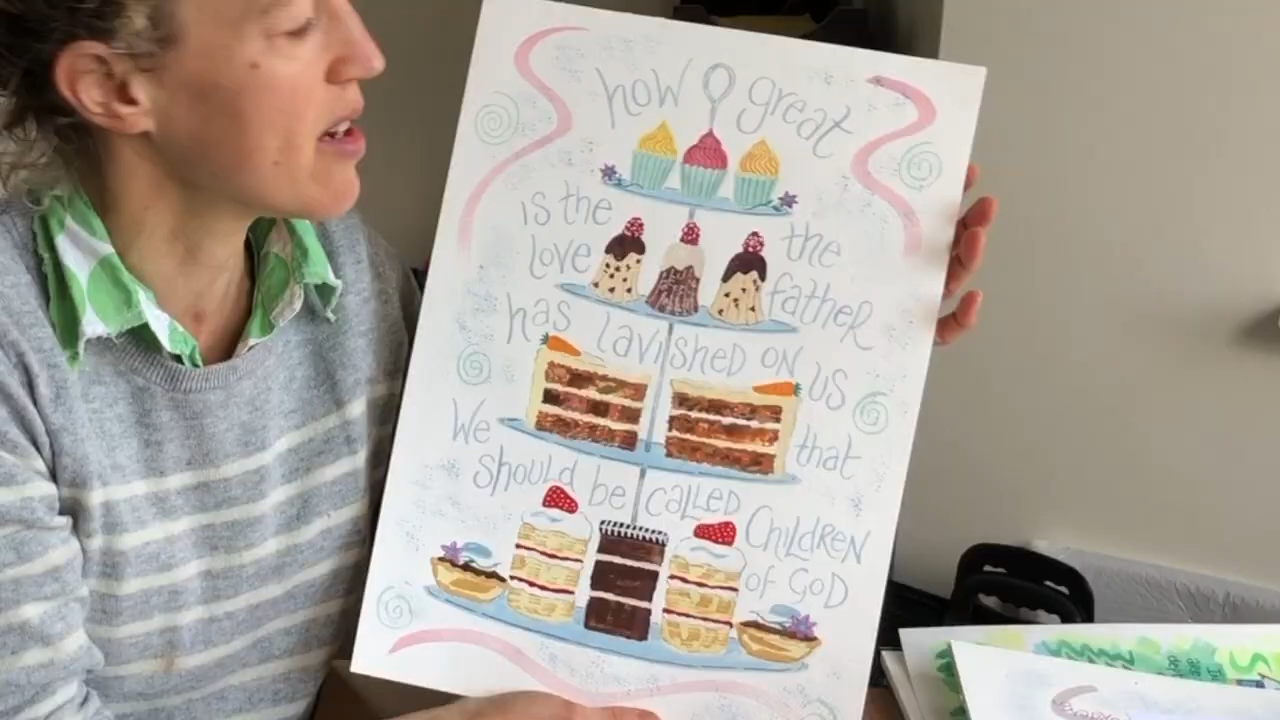 how great
is the
love the
father
has lavished on us
We that
should be called Children
of God